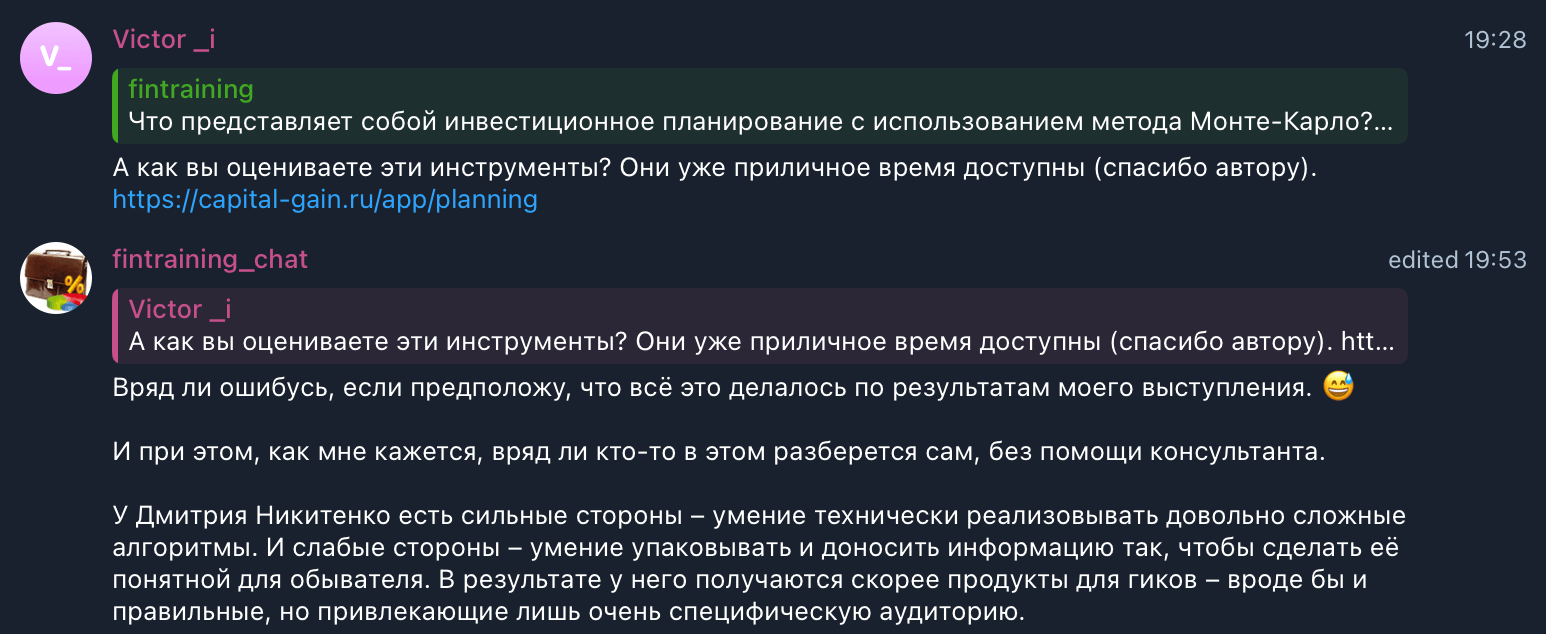 V_
Victor _i
19:28
fintraining
Что представляет собой инвестиционное планирование с использованием метода Монте-Карло?...
А как вы оцениваете эти инструменты? Они уже приличное время доступны (спасибо автору).
https://capital-gain.ru/app/planning
%
fintraining_chat
edited 19:53
Victor _i
А как вы оцениваете эти инструменты? Они уже приличное время доступны (спасибо автору). htt...
Вряд ли ошибусь, если предположу, что всё это делалось по результатам моего выступления. 😅
И при этом, как мне кажется, вряд ли кто-то в этом разберется сам, без помощи консультанта.
У Дмитрия Никитенко есть сильные стороны – умение технически реализовывать довольно сложные
алгоритмы. И слабые стороны – умение упаковывать и доносить информацию так, чтобы сделать её
понятной для обывателя. В результате у него получаются скорее продукты для гиков – вроде бы и
правильные, но привлекающие лишь очень специфическую аудиторию.